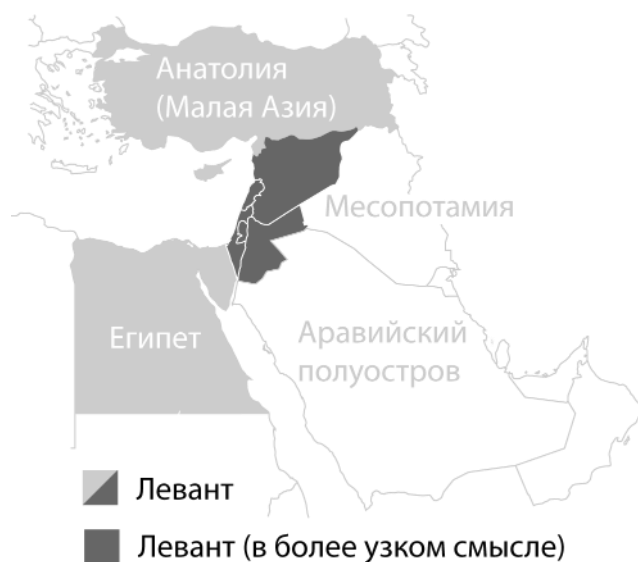 Анатолия
(Малая Азия)
Месопотамия
Египет
Аравийский
полуостров
Левант
Левант (в более узком смысле)